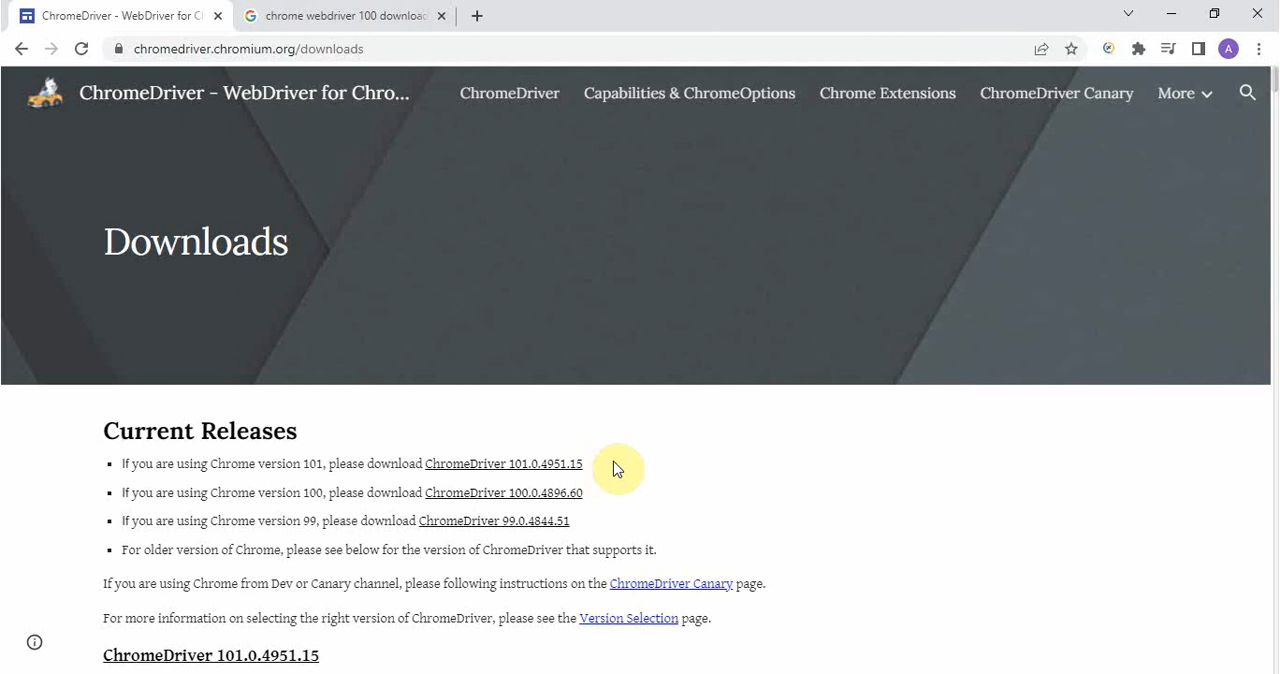 ChromeDriver - WebDriver for C
chrome webdriver 100 downloa
chromedriver.chromium.org/downloads
A
ChromeDriver - WebDriver for Chro...
ChromeDriver
Capabilities & ChromeOptions
Chrome Extensions
ChromeDriver Canary
More
Downloads
Current Releases
If you are using Chrome version 101, please download ChromeDriver 101.0.4951.15
If you are using Chrome version 100, please download ChromeDriver 100.0.4896.60
If you are using Chrome version 99, please download ChromeDriver 99.0.4844.51
For older version of Chrome, please see below for the version of ChromeDriver that supports it.
If you are using Chrome from Dev or Canary channel, please following instructions on the ChromeDriver Canary page.
For more information on selecting the right version of ChromeDriver, please see the Version Selection page.
ChromeDriver 101.0.4951.15